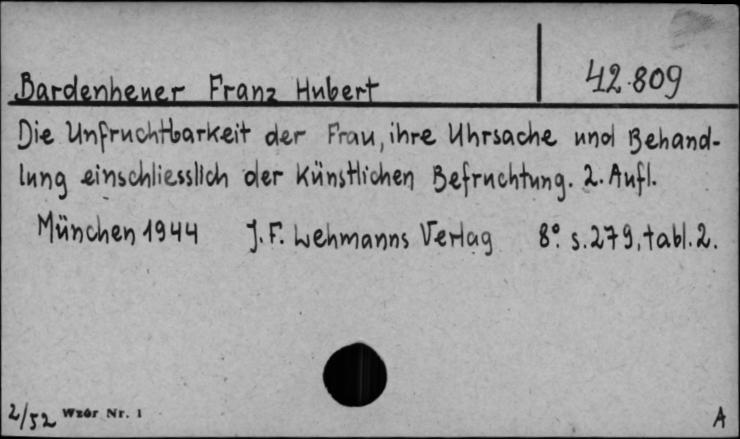 42.809
Bardenheuer Franz Hubert
Die Unfruchtbarkeit der Frau, ihre Uhrsache und Behand-
lung einschliesslich der künstlichen Befruchtung. 2. Aufl.
München 1944 J. F. Lehmanns Verlag 8° s. 279, tabl. 2.
2/52 Wzór Nr. 1 A